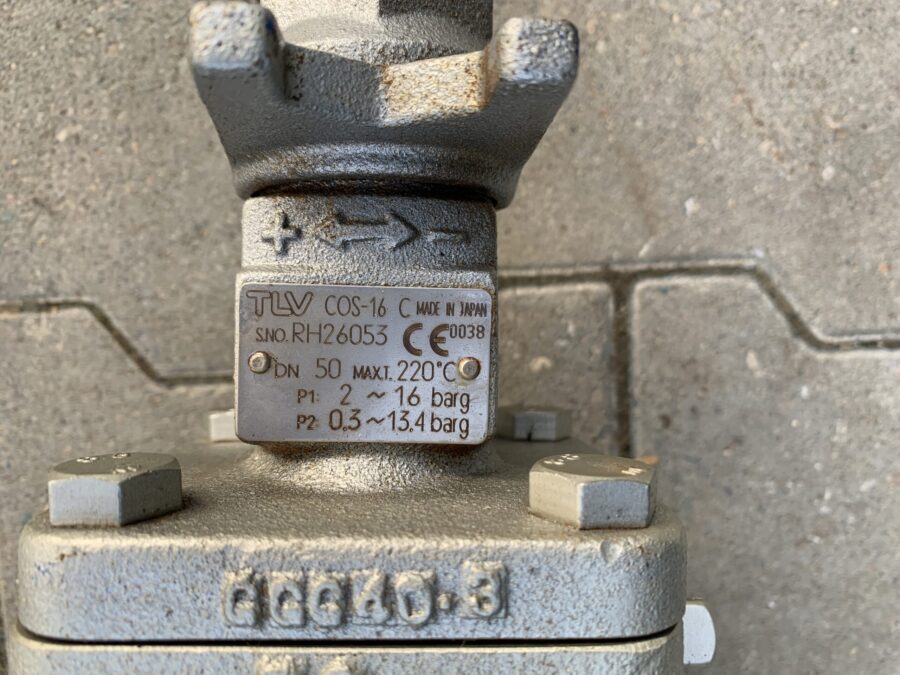 + -
TLV COS-16 C MADE IN JAPAN
S.NO. RH26053 CE 0038
DN 50 MAX.T. 220°C
P1: 2 ~ 16 barg
P2: 0.3 ~ 13.4 barg
GGG40.3